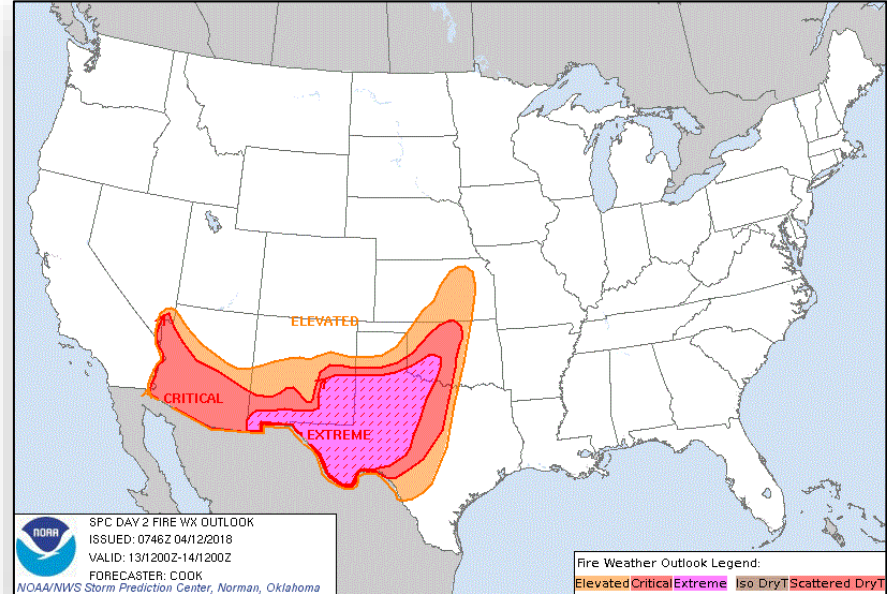 ELEVATED
CRITICAL
EXTREME
NOAA
SPC DAY 2 FIRE WX OUTLOOK
ISSUED: 0746Z 04/12/2018
VALID: 13/1200Z-14/1200Z
FORECASTER: COOK
NOAA/NWS Storm Prediction Center, Norman, Oklahoma
Fire Weather Outlook Legend:
Elevated Critical Extreme Iso DryT Scattered DryT